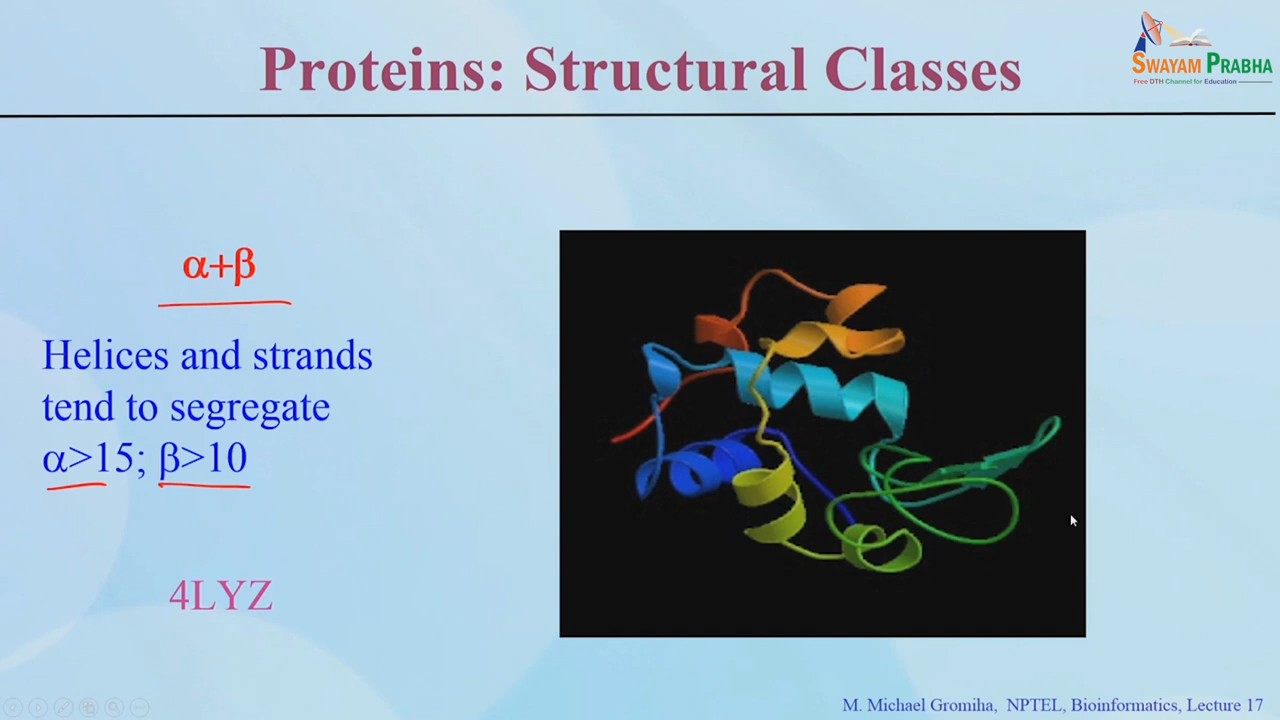 Proteins: Structural Classes
SWAYAM PRABHA
Free DTH Channel for Education
α+β
Helices and strands
tend to segregate
α>15; β>10
4LYZ
M. Michael Gromiha, NPTEL, Bioinformatics, Lecture 17